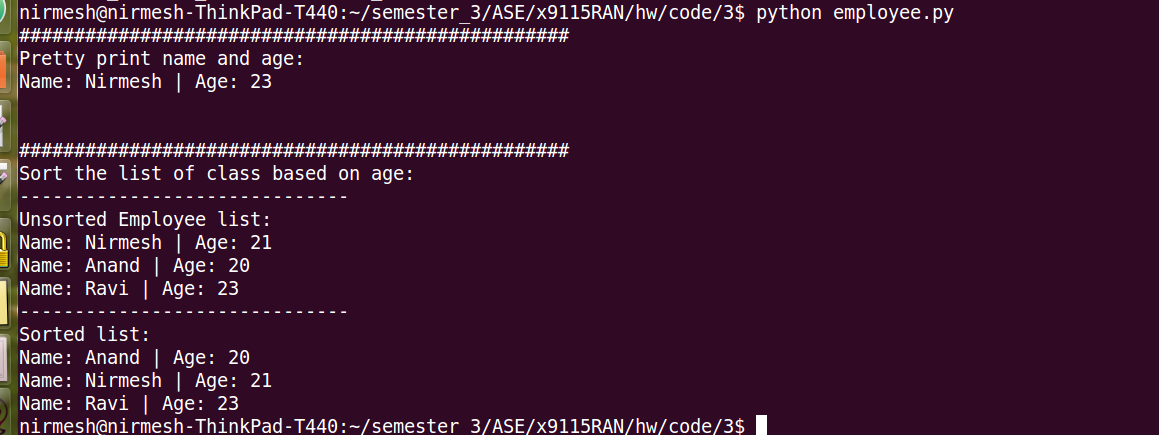 nirmesh@nirmesh-ThinkPad-T440:~/semester_3/ASE/x9115RAN/hw/code/3$ python employee.py
##################################################
Pretty print name and age:
Name: Nirmesh | Age: 23
##################################################
Sort the list of class based on age:
------------------------------
Unsorted Employee list:
Name: Nirmesh | Age: 21
Name: Anand | Age: 20
Name: Ravi | Age: 23
------------------------------
Sorted list:
Name: Anand | Age: 20
Name: Nirmesh | Age: 21
Name: Ravi | Age: 23
nirmesh@nirmesh-ThinkPad-T440:~/semester_3/ASE/x9115RAN/hw/code/3$